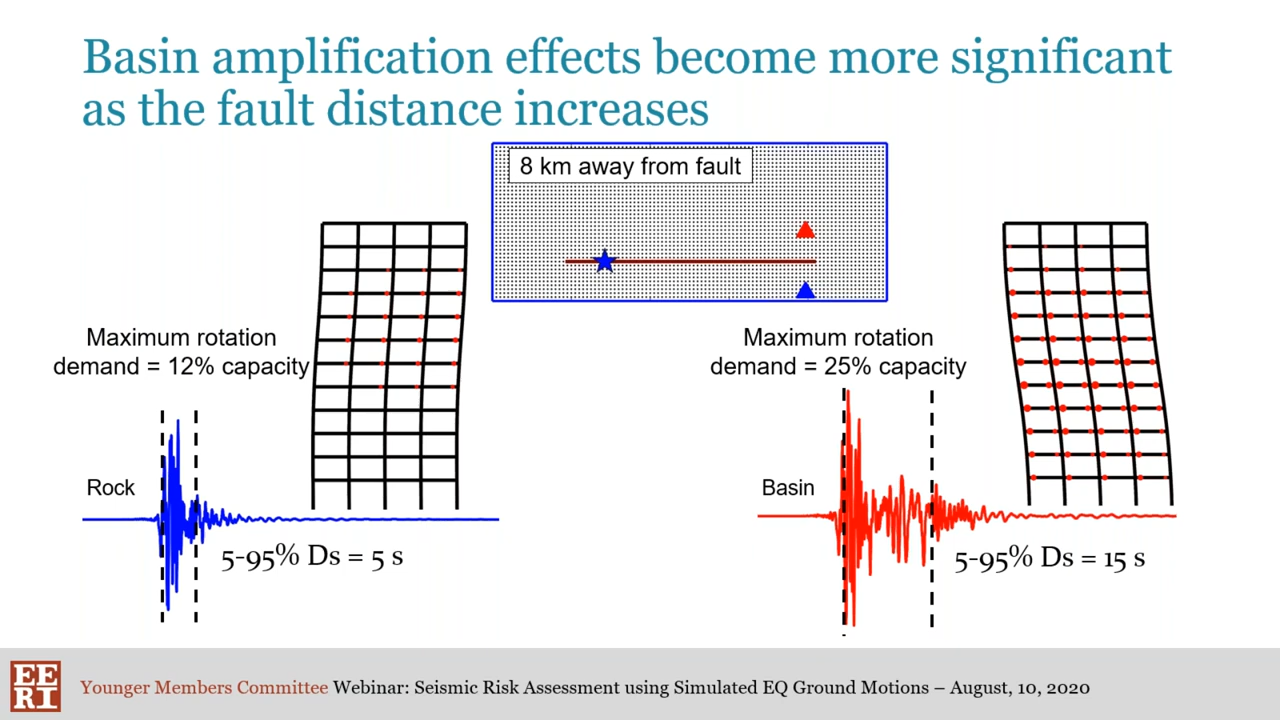 Basin amplification effects become more significant
as the fault distance increases
8 km away from fault
Maximum rotation
demand = 12% capacity
Rock
5-95% Ds = 5 s
Maximum rotation
demand = 25% capacity
Basin
5-95% Ds = 15 s
EE
RI
Younger Members Committee Webinar: Seismic Risk Assessment using Simulated EQ Ground Motions – August, 10, 2020